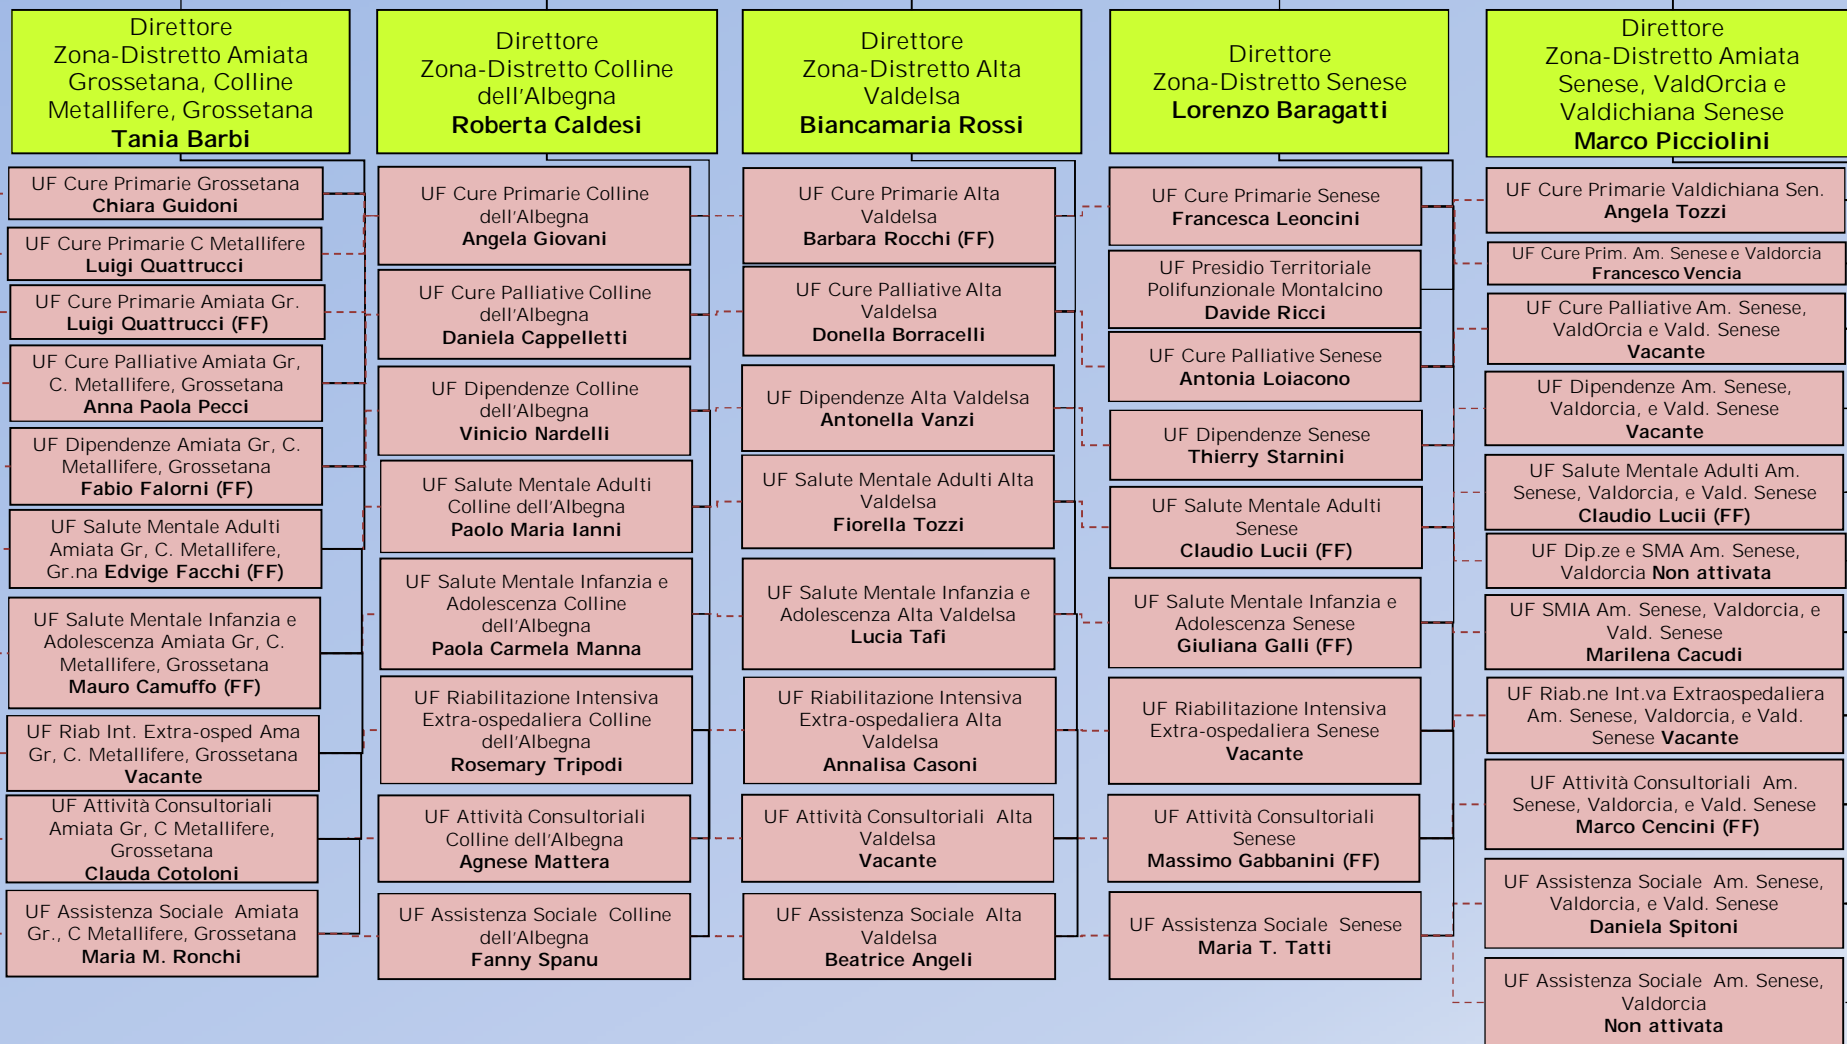 Direttore
Zona-Distretto Amiata
Grossetana, Colline
Metallifere, Grossetana
Tania Barbi
UF Cure Primarie Grossetana
Chiara Guidoni
UF Cure Primarie C Metallifere
Luigi Quattrucci
UF Cure Primarie Amiata Gr.
Luigi Quattrucci (FF)
UF Cure Palliative Amiata Gr,
C. Metallifere, Grossetana
Anna Paola Pecci
UF Dipendenze Amiata Gr, C.
Metallifere, Grossetana
Fabio Falorni (FF)
UF Salute Mentale Adulti
Amiata Gr, C. Metallifere,
Gr.na Edvige Facchi (FF)
UF Salute Mentale Infanzia e
Adolescenza Amiata Gr, C.
Metallifere, Grossetana
Mauro Camuffo (FF)
UF Riab Int. Extra-osped Ama
Gr, C. Metallifere, Grossetana
Vacante
UF Attività Consultoriali
Amiata Gr, C Metallifere,
Grossetana
Clauda Cotoloni
UF Assistenza Sociale Amiata
Gr., C Metallifere, Grossetana
Maria M. Ronchi
Direttore
Zona-Distretto Colline
dell'Albegna
Roberta Caldesi
UF Cure Primarie Colline
dell'Albegna
Angela Giovani
UF Cure Palliative Colline
dell'Albegna
Daniela Cappelletti
UF Dipendenze Colline
dell'Albegna
Vinicio Nardelli
UF Salute Mentale Adulti
Colline dell'Albegna
Paolo Maria Ianni
UF Salute Mentale Infanzia e
Adolescenza Colline
dell'Albegna
Paola Carmela Manna
UF Riabilitazione Intensiva
Extra-ospedaliera Colline
dell'Albegna
Rosemary Tripodi
UF Attività Consultoriali
Colline dell'Albegna
Agnese Mattera
UF Assistenza Sociale Colline
dell'Albegna
Fanny Spanu
Direttore
Zona-Distretto Alta
Valdelsa
Biancamaria Rossi
UF Cure Primarie Alta
Valdelsa
Barbara Rocchi (FF)
UF Cure Palliative Alta
Valdelsa
Donella Borracelli
UF Dipendenze Alta Valdelsa
Antonella Vanzi
UF Salute Mentale Adulti Alta
Valdelsa
Fiorella Tozzi
UF Salute Mentale Infanzia e
Adolescenza Alta Valdelsa
Lucia Tafi
UF Riabilitazione Intensiva
Extra-ospedaliera Alta
Valdelsa
Annalisa Casoni
UF Attività Consultoriali Alta
Valdelsa
Vacante
UF Assistenza Sociale Alta
Valdelsa
Beatrice Angeli
Direttore
Zona-Distretto Senese
Lorenzo Baragatti
UF Cure Primarie Senese
Francesca Leoncini
UF Presidio Territoriale
Polifunzionale Montalcino
Davide Ricci
UF Cure Palliative Senese
Antonia Loiacono
UF Dipendenze Senese
Thierry Starnini
UF Salute Mentale Adulti
Senese
Claudio Lucii (FF)
UF Salute Mentale Infanzia e
Adolescenza Senese
Giuliana Galli (FF)
UF Riabilitazione Intensiva
Extra-ospedaliera Senese
Vacante
UF Attività Consultoriali
Senese
Massimo Gabbanini (FF)
UF Assistenza Sociale Senese
Maria T. Tatti
Direttore
Zona-Distretto Amiata
Senese, ValdOrcia e
Valdichiana Senese
Marco Picciolini
UF Cure Primarie Valdichiana Sen.
Angela Tozzi
UF Cure Prim. Am. Senese e Valdorcia
Francesco Vencia
UF Cure Palliative Am. Senese,
ValdOrcia e Vald. Senese
Vacante
UF Dipendenze Am. Senese,
Valdorcia, e Vald. Senese
Vacante
UF Salute Mentale Adulti Am.
Senese, Valdorcia, e Vald. Senese
Claudio Lucii (FF)
UF Dip.ze e SMA Am. Senese,
Valdorcia Non attivata
UF SMIA Am. Senese, Valdorcia, e
Vald. Senese
Marilena Cacudi
UF Riab.ne Int.va Extraospedaliera
Am. Senese, Valdorcia, e Vald.
Senese Vacante
UF Attività Consultoriali Am.
Senese, Valdorcia, e Vald. Senese
Marco Cencini (FF)
UF Assistenza Sociale Am. Senese,
Valdorcia, e Vald. Senese
Daniela Spitoni
UF Assistenza Sociale Am. Senese,
Valdorcia
Non attivata